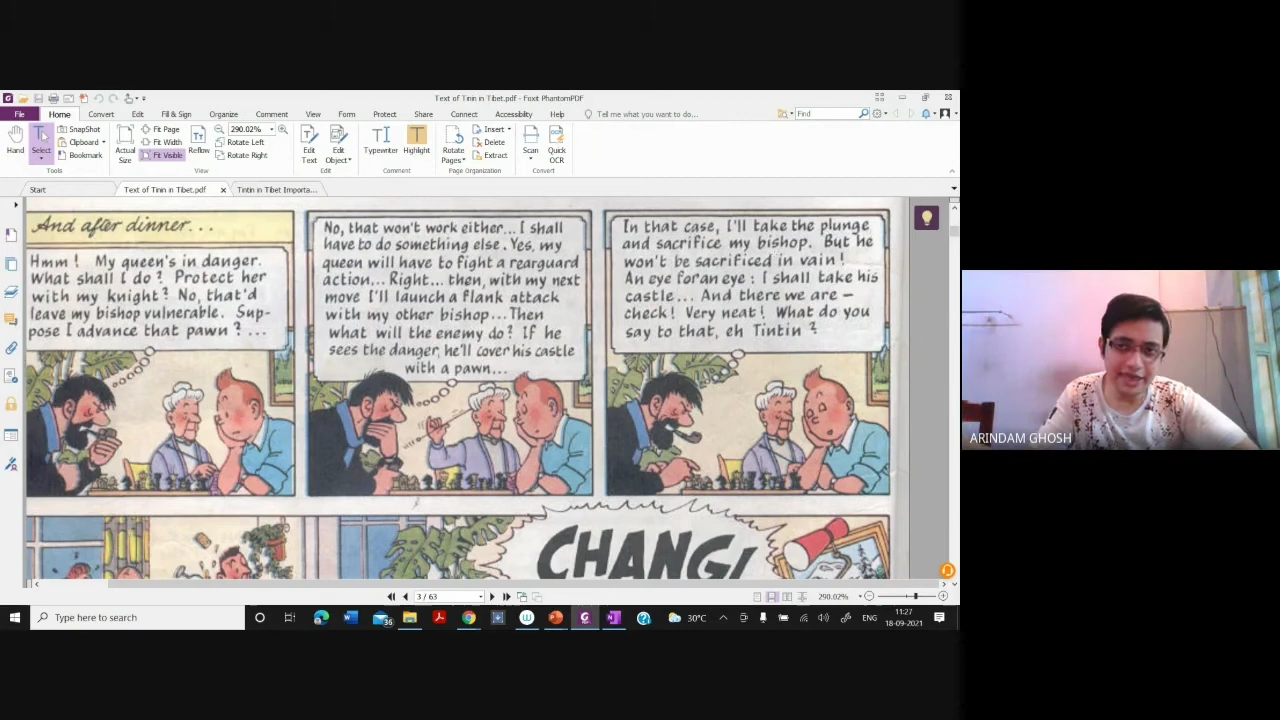 Text of Tinin in Tibet.pdf - Foxit PhantomPDF
File Home Convert Edit Fill & Sign Organize Comment View Form Protect Share Connect Accessibility Help Tell me what you want to do... Find
Hand
Select
SnapShot
Clipboard
Bookmark
Tools
Actual
Size
Fit Page
Fit Width
Fit Visible
Reflow
290.02%
Rotate Left
Rotate Right
View
Edit
Text
Edit
Object
Edit
Typewriter
Highlight
Comment
Rotate
Pages
Insert
Delete
Extract
Page Organization
Scan
Quick
OCR
Convert
Start Text of Tinin in Tibet.pdf Tintin in Tibet Importa...
And after dinner...
Hmm! My queen's in danger.
What shall I do? Protect her
with my knight? No, that'd
leave my bishop vulnerable. Sup-
pose I advance that pawn? ...
No, that won't work either... I shall
have to do something else. Yes, my
queen will have to fight a rearguard
action... Right... then, with my next
move I'll launch a flank attack
with my other bishop... Then
what will the enemy do? If he
sees the danger, he'll cover his castle
with a pawn...
In that case, I'll take the plunge
and sacrifice my bishop. But he
won't be sacrificed in vain!
An eye for an eye: I shall take his
castle... And there we are —
check! Very neat! What do you
say to that, eh Tintin?
CHANG!
ARINDAM GHOSH
3 / 63
290.02%
Type here to search
36
30°C
ENG
11:27
18-09-2021